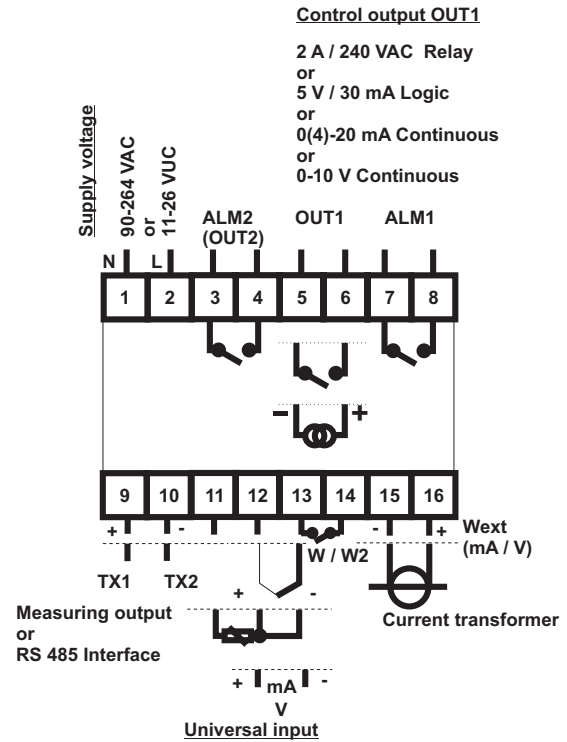 Control output OUT1
2 A / 240 VAC Relay
or
5 V / 30 mA Logic
or
0(4)-20 mA Continuous
or
0-10 V Continuous
Supply voltage
90-264 VAC
or
11-26 VUC
ALM2
(OUT2)
OUT1
ALM1
N
L
1 2 3 4 5 6 7 8
- +
9 10 11 12 13 14 15 16
+ - - +
Wext
(mA / V)
W / W2
TX1 TX2
+ -
Measuring output
or
RS 485 Interface
Current transformer
+ mA -
V
Universal input